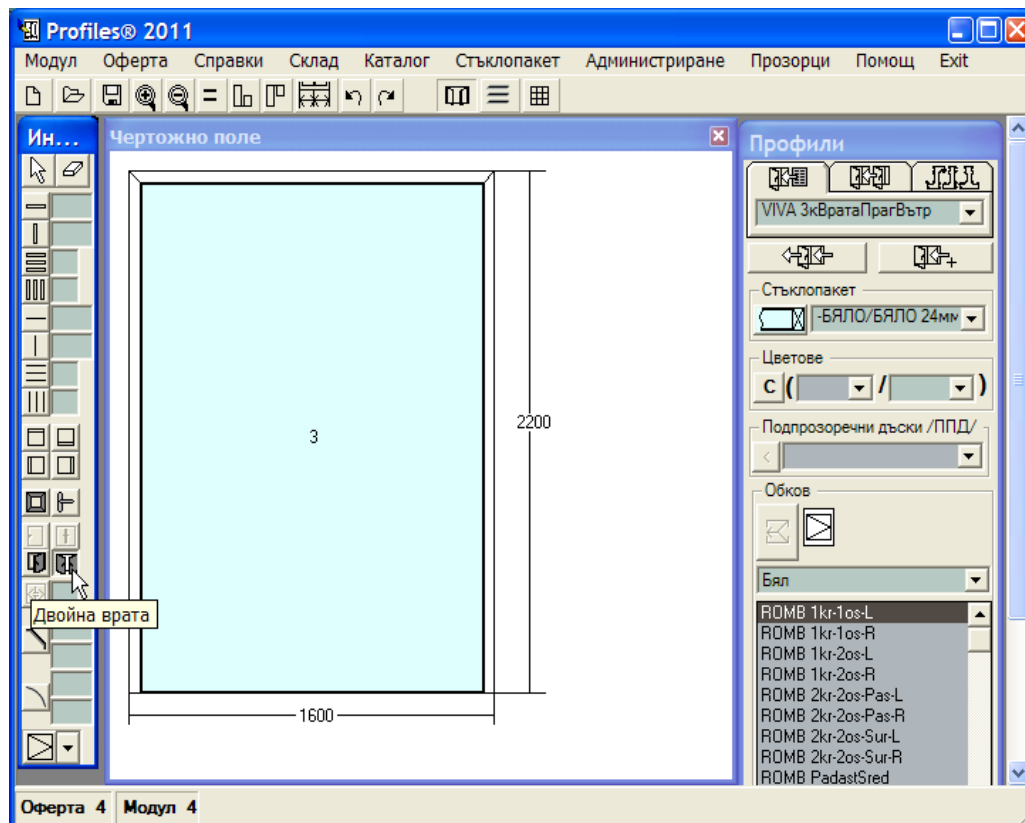 Profiles® 2011
Модул Оферта Справки Склад Каталог Стъклопакет Администриране Прозорци Помощ Exit
Ин...
Чертожно поле
3
2200
1600
Двойна врата
Профили
VIVA 3кВратаПрагВътр
Стъклопакет
-БЯЛО/БЯЛО 24мм
Цветове
C ( / )
Подпрозоречни дъски /ППД/
<
Обков
Бял
ROMB 1kr-1os-L
ROMB 1kr-1os-R
ROMB 1kr-2os-L
ROMB 1kr-2os-R
ROMB 2kr-2os-Pas-L
ROMB 2kr-2os-Pas-R
ROMB 2kr-2os-Sur-L
ROMB 2kr-2os-Sur-R
ROMB PadastSred
Оферта 4 Модул 4